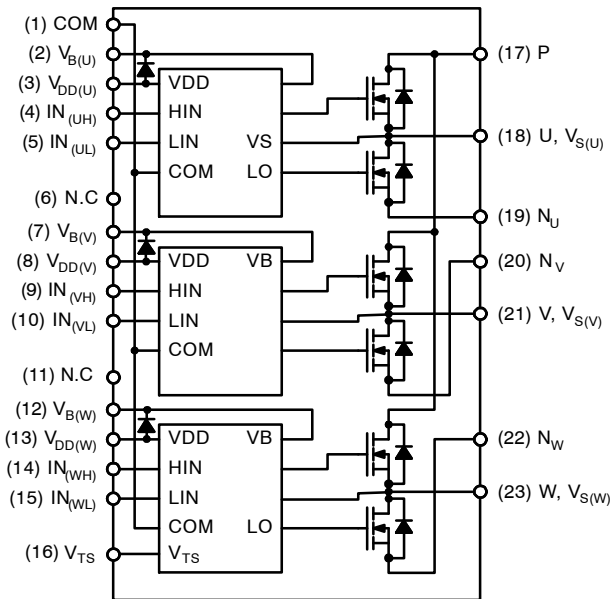 (1) COM
(2) V_B(U)
(3) V_DD(U)
(4) IN_(UH)
(5) IN_(UL)
(6) N.C
(7) V_B(V)
(8) V_DD(V)
(9) IN_(VH)
(10) IN_(VL)
(11) N.C
(12) V_B(W)
(13) V_DD(W)
(14) IN_(WH)
(15) IN_(WL)
(16) V_TS
VDD
HIN
LIN VS
COM LO
VDD VB
HIN
LIN
COM
VDD VB
HIN
LIN
COM LO
V_TS
(17) P
(18) U, V_S(U)
(19) N_U
(20) N_V
(21) V, V_S(V)
(22) N_W
(23) W, V_S(W)